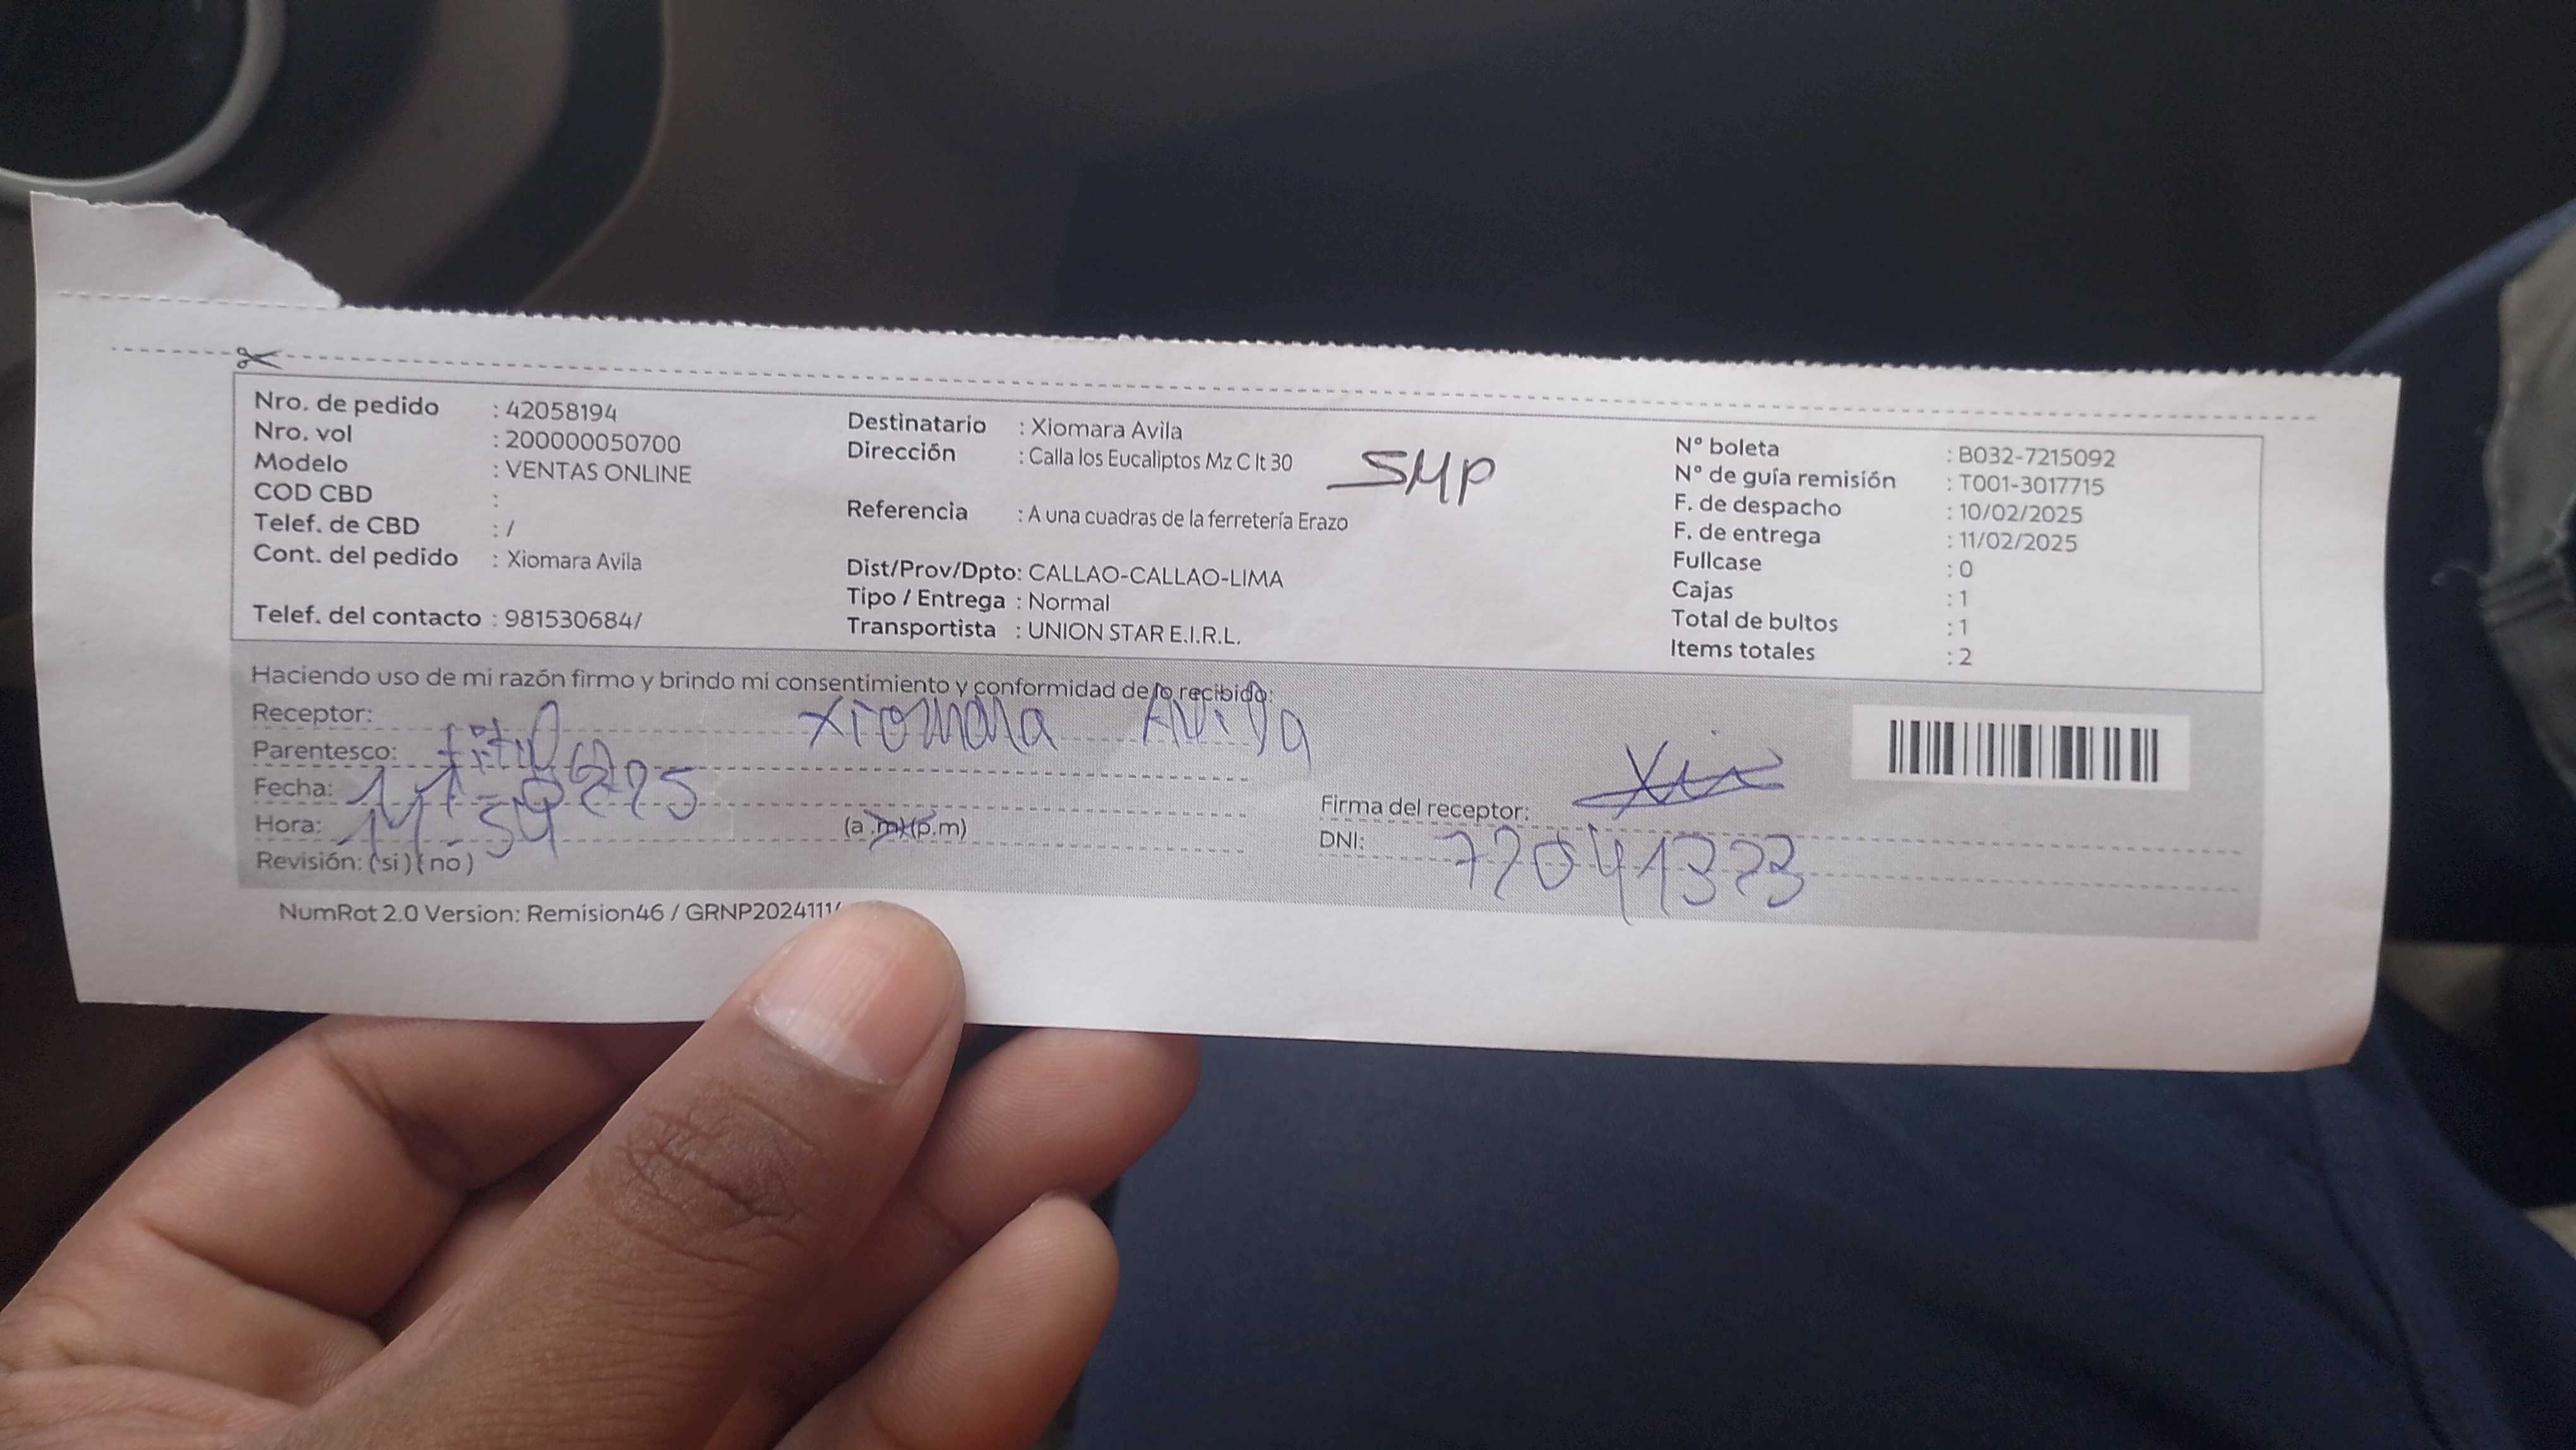 Nro. de pedido : 42058194
Nro. vol : 200000050700
Modelo : VENTAS ONLINE
COD CBD :
Telef. de CBD : /
Cont. del pedido : Xiomara Avila
Telef. del contacto : 981530684/
Destinatario : Xiomara Avila
Dirección : Calla los Eucaliptos Mz C lt 30 SMP
Referencia : A una cuadras de la ferretería Erazo
Dist/Prov/Dpto: CALLAO-CALLAO-LIMA
Tipo / Entrega : Normal
Transportista : UNION STAR E.I.R.L.
Nº boleta : B032-7215092
Nº de guía remisión : T001-3017715
F. de despacho : 10/02/2025
F. de entrega : 11/02/2025
Fullcase : 0
Cajas : 1
Total de bultos : 1
Items totales : 2
Haciendo uso de mi razón firmo y brindo mi consentimiento y conformidad de lo recibido:
Receptor: Xiomara Avila
Parentesco:
Fecha:
Hora: (a.m)(p.m)
Revisión: (si)(no)
Firma del receptor:
DNI:
NumRot 2.0 Version: Remision46 / GRNP2024111